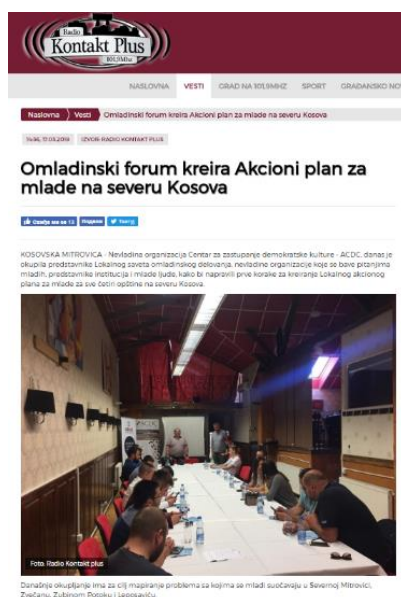 Radio
Kontakt Plus
101,9Mhz
NASLOVNA VESTI GRAD NA 101.9MHZ SPORT GRAĐANSKO NO
Naslovna Vesti Omladinski forum kreira Akcioni plan za mlade na severu Kosova
IZVOR: RADIO KONTAKT PLUS
Omladinski forum kreira Akcioni plan za
mlade na severu Kosova
KOSOVSKA MITROVICA - Nevladina organizacija Centar za zastupanje demokratske kulture - ACDC, danas je
okupila predstavnike Lokalnog saveta omladinskog delovanja, nevladine organizacije koje se bave pitanjima
mladih, predstavnike institucija i mlade ljude, kako bi napravili prve korake za kreiranje Lokalnog akcionog
plana za mlade za sve četiri opštine na severu Kosova.
ACDC
Foto: Radio Kontakt plus
Današnje okupljanje ima za cilj mapiranje problema sa kojima se mladi suočavaju u Severnoj Mitrovici,
Zvečanu, Zubinom Potoku i Leposaviću.